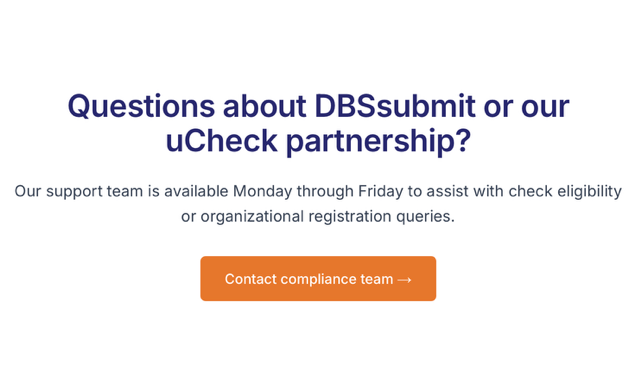 Questions about DBSsubmit or our
uCheck partnership?
Our support team is available Monday through Friday to assist with check eligibility
or organizational registration queries.
Contact compliance team →